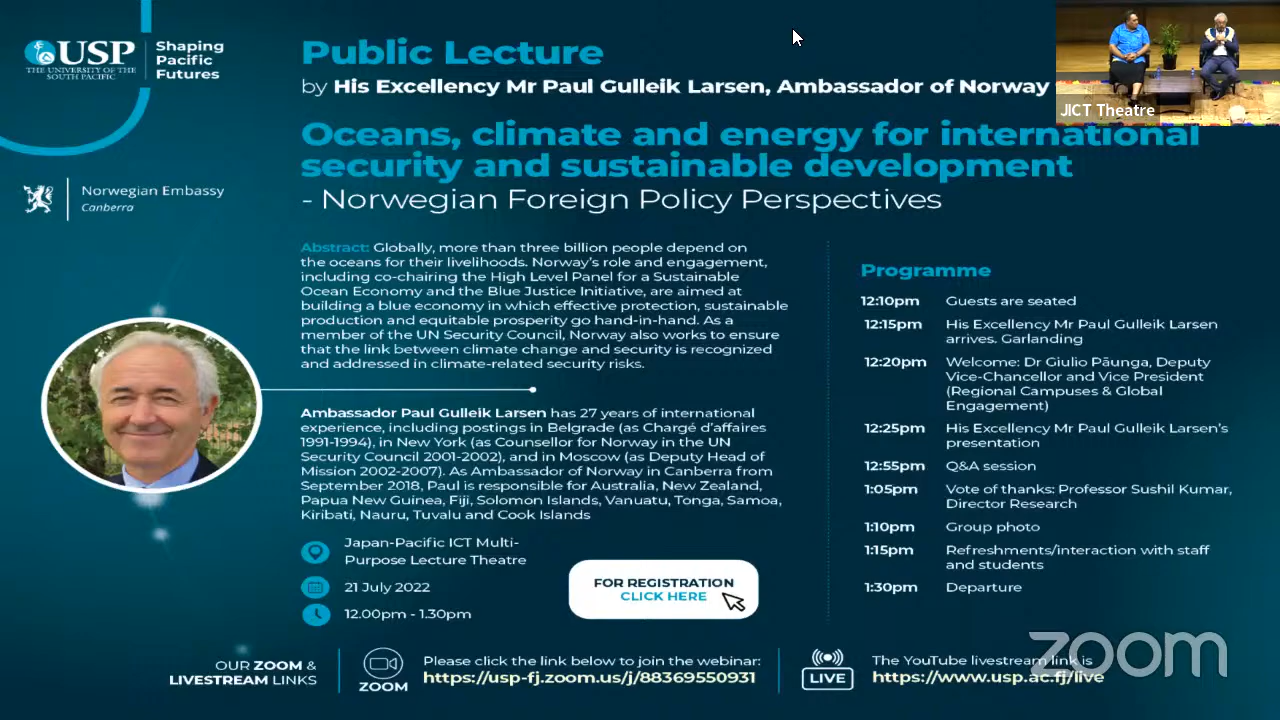 USP
THE UNIVERSITY OF THE
SOUTH PACIFIC
Shaping
Pacific
Futures
Norwegian Embassy
Canberra
Public Lecture
by His Excellency Mr Paul Gulleik Larsen, Ambassador of Norway
JICT Theatre
Oceans, climate and energy for international
security and sustainable development
- Norwegian Foreign Policy Perspectives
Abstract: Globally, more than three billion people depend on
the oceans for their livelihoods. Norway's role and engagement,
including co-chairing the High Level Panel for a Sustainable
Ocean Economy and the Blue Justice Initiative, are aimed at
building a blue economy in which effective protection, sustainable
production and equitable prosperity go hand-in-hand. As a
member of the UN Security Council, Norway also works to ensure
that the link between climate change and security is recognized
and addressed in climate-related security risks.
Ambassador Paul Gulleik Larsen has 27 years of international
experience, including postings in Belgrade (as Chargé d'affaires
1991-1994), in New York (as Counsellor for Norway in the UN
Security Council 2001-2002), and in Moscow (as Deputy Head of
Mission 2002-2007). As Ambassador of Norway in Canberra from
September 2018, Paul is responsible for Australia, New Zealand,
Papua New Guinea, Fiji, Solomon Islands, Vanuatu, Tonga, Samoa,
Kiribati, Nauru, Tuvalu and Cook Islands
Japan-Pacific ICT Multi-
Purpose Lecture Theatre
21 July 2022
12.00pm - 1.30pm
FOR REGISTRATION
CLICK HERE
Programme
12:10pm Guests are seated
12:15pm His Excellency Mr Paul Gulleik Larsen
arrives. Garlanding
12:20pm Welcome: Dr Giulio Pāunga, Deputy
Vice-Chancellor and Vice President
(Regional Campuses & Global
Engagement)
12:25pm His Excellency Mr Paul Gulleik Larsen's
presentation
12:55pm Q&A session
1:05pm Vote of thanks: Professor Sushil Kumar,
Director Research
1:10pm Group photo
1:15pm Refreshments/interaction with staff
and students
1:30pm Departure
OUR ZOOM &
LIVESTREAM LINKS
ZOOM
Please click the link below to join the webinar:
https://usp-fj.zoom.us/j/88369550931
LIVE
The YouTube livestream link is
https://www.usp.ac.fj/live
zoom